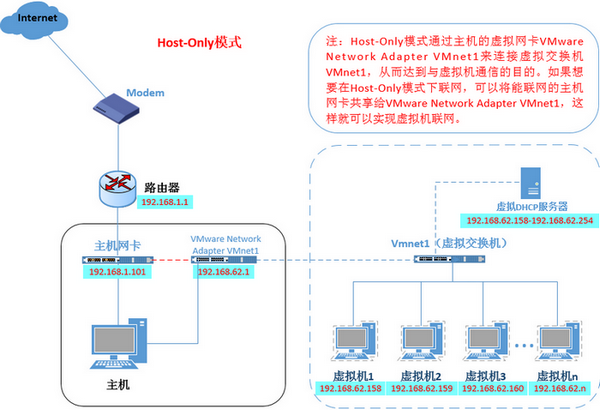 Internet
Host-Only模式
注：Host-Only模式通过主机的虚拟网卡VMware
Network Adapter VMnet1来连接虚拟交换机
VMnet1，从而达到与虚拟机通信的目的。如果想
要在Host-Only模式下联网，可以将能联网的主机
网卡共享给VMware Network Adapter VMnet1，这
样就可以实现虚拟机联网。
Modem
路由器
192.168.1.1
虚拟DHCP服务器
192.168.62.158-192.168.62.254
主机网卡
192.168.1.101
VMware Network
Adapter VMnet1
192.168.62.1
Vmnet1（虚拟交换机）
主机
虚拟机1
192.168.62.158
虚拟机2
192.168.62.159
虚拟机3
192.168.62.160
虚拟机n
192.168.62.n